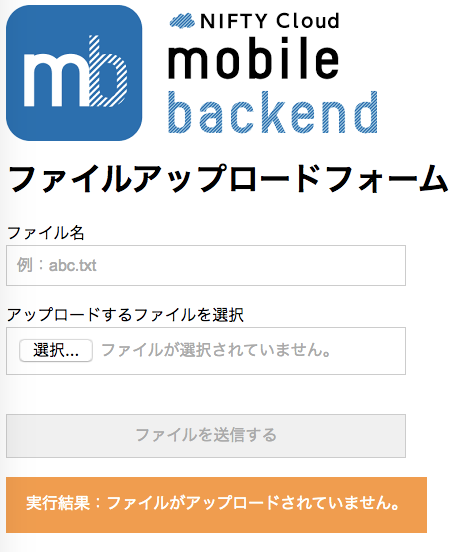 mb
NIFTY Cloud
mobile
backend
ファイルアップロードフォーム
ファイル名
例：abc.txt
アップロードするファイルを選択
選択... ファイルが選択されていません。
ファイルを送信する
実行結果：ファイルがアップロードされていません。